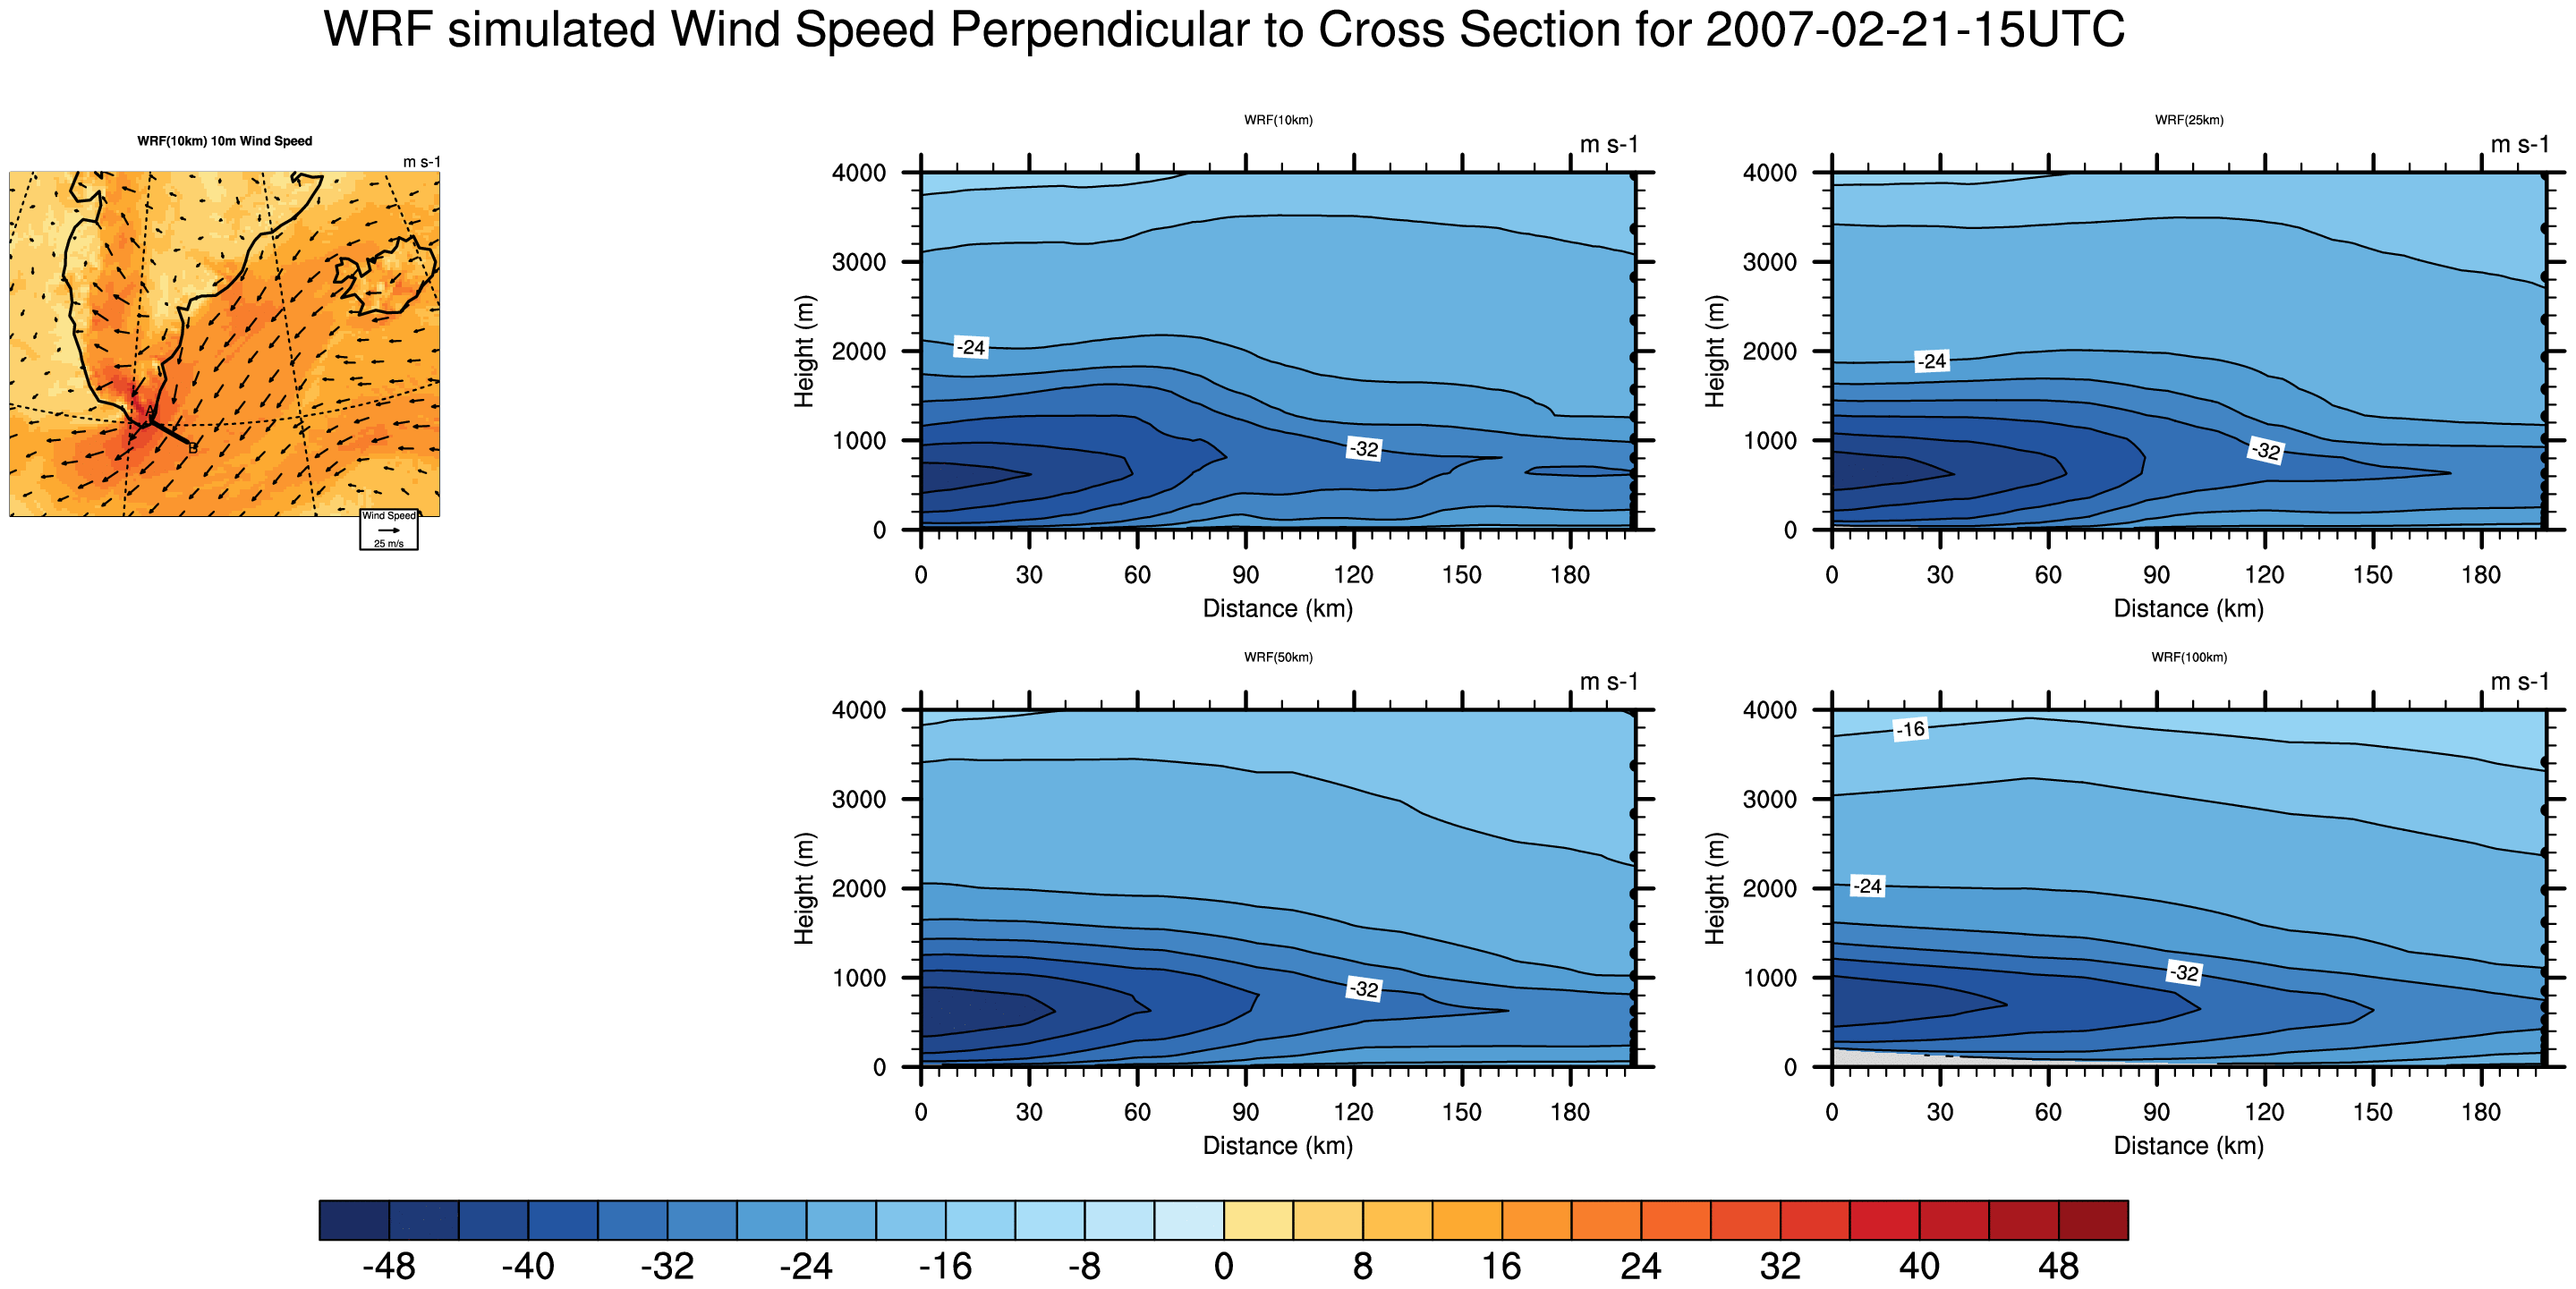 WRF simulated Wind Speed Perpendicular to Cross Section for 2007-02-21-15UTC
WRF(10km) 10m Wind Speed
m s-1
A
B
Wind Speed
25 m/s
WRF(10km)
m s-1
4000
3000
2000
1000
0
Height (m)
-24
-32
0 30 60 90 120 150 180
Distance (km)
WRF(25km)
m s-1
4000
3000
2000
1000
0
Height (m)
-24
-32
0 30 60 90 120 150 180
Distance (km)
WRF(50km)
m s-1
4000
3000
2000
1000
0
Height (m)
-32
0 30 60 90 120 150 180
Distance (km)
WRF(100km)
m s-1
4000
3000
2000
1000
0
Height (m)
-16
-24
-32
0 30 60 90 120 150 180
Distance (km)
-48 -40 -32 -24 -16 -8 0 8 16 24 32 40 48